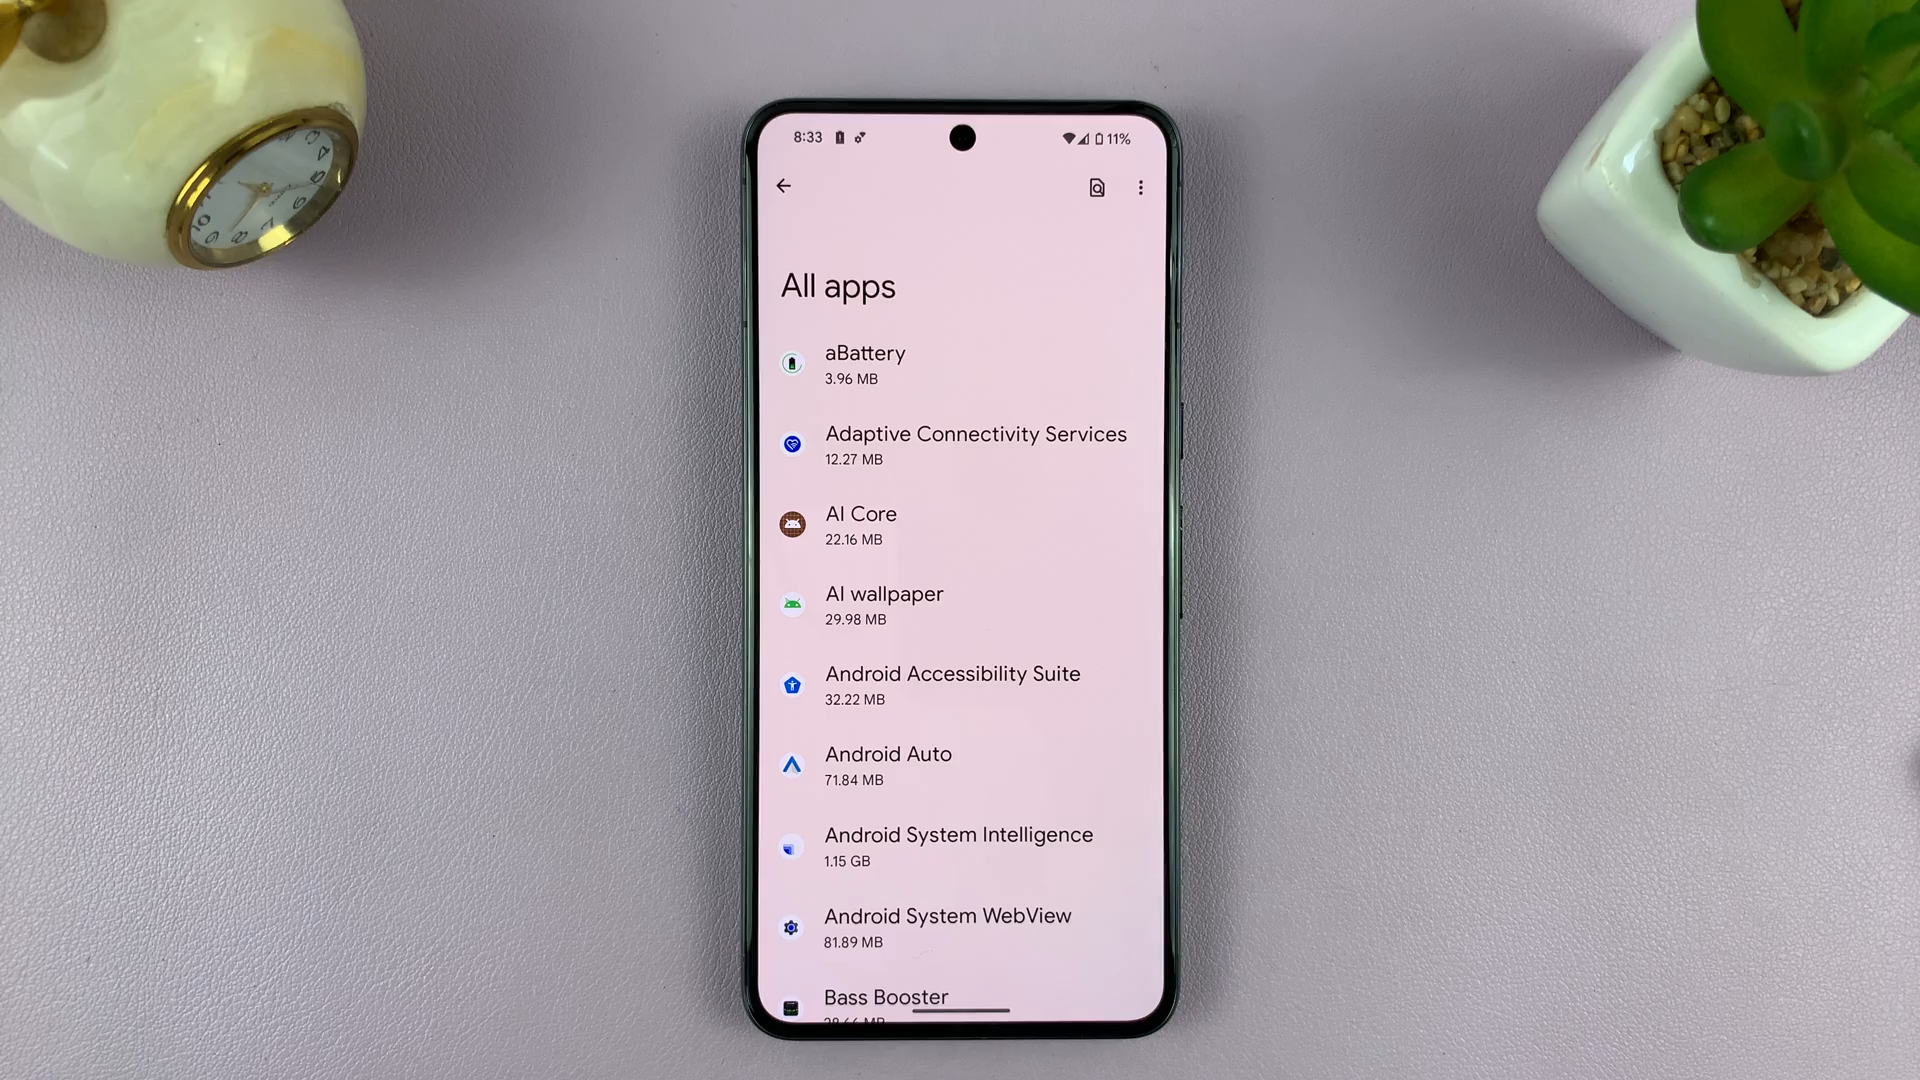 8:33
11%
All apps
aBattery
3.96 MB
Adaptive Connectivity Services
12.27 MB
AI Core
22.16 MB
AI wallpaper
29.98 MB
Android Accessibility Suite
32.22 MB
Android Auto
71.84 MB
Android System Intelligence
1.15 GB
Android System WebView
81.89 MB
Bass Booster